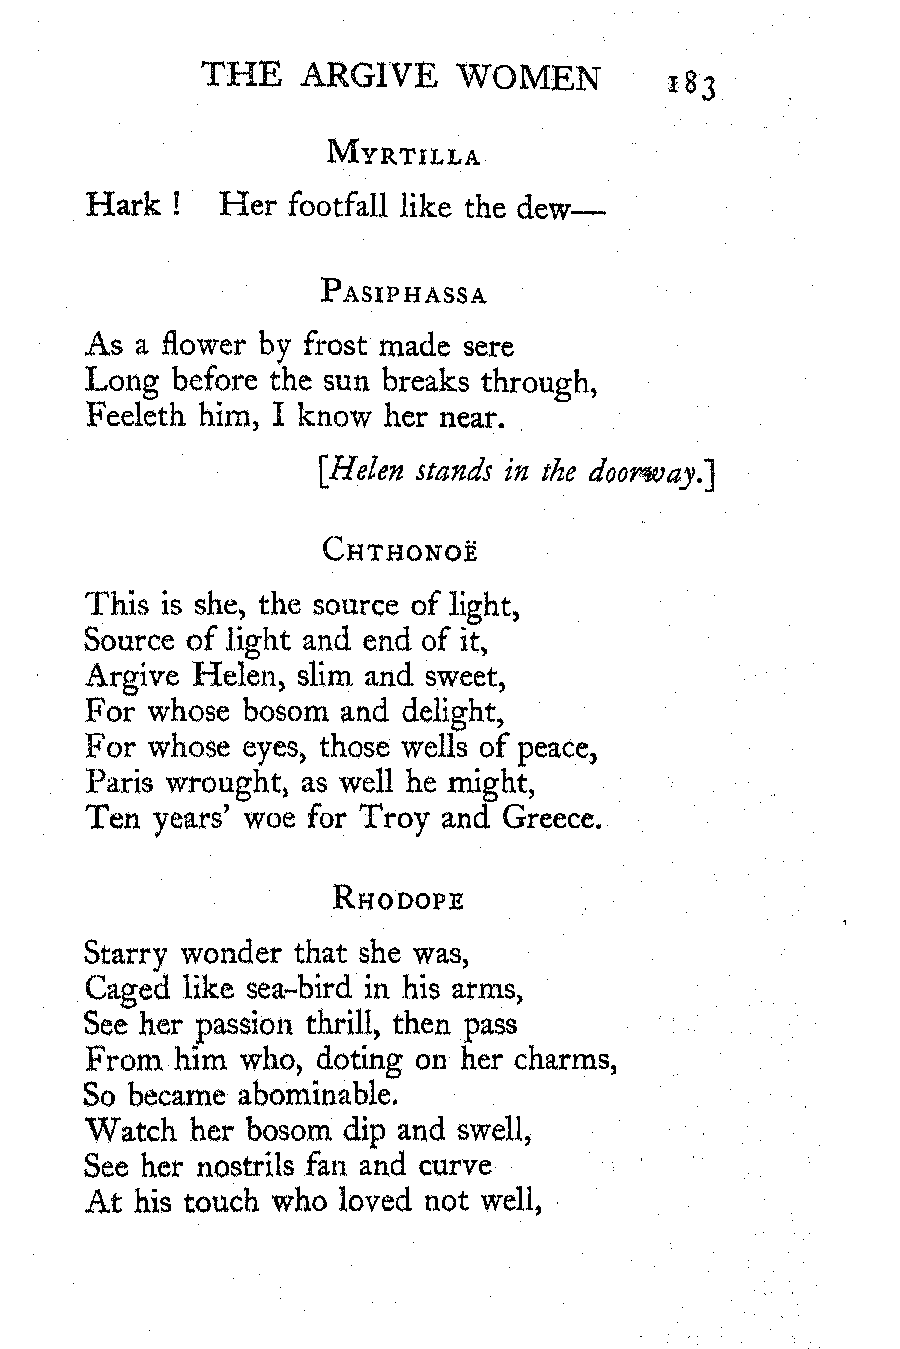 THE ARGIVE WOMEN 183
MYRTILLA
Hark ! Her footfall like the dew—
PASIPHASSA
As a flower by frost made sere
Long before the sun breaks through,
Feeleth him, I know her near.
[Helen stands in the doorway.]
CHTHONOË
This is she, the source of light,
Source of light and end of it,
Argive Helen, slim and sweet,
For whose bosom and delight,
For whose eyes, those wells of peace,
Paris wrought, as well he might,
Ten years’ woe for Troy and Greece.
RHODOPE
Starry wonder that she was,
Caged like sea-bird in his arms,
See her passion thrill, then pass
From him who, doting on her charms,
So became abominable.
Watch her bosom dip and swell,
See her nostrils fan and curve
At his touch who loved not well,